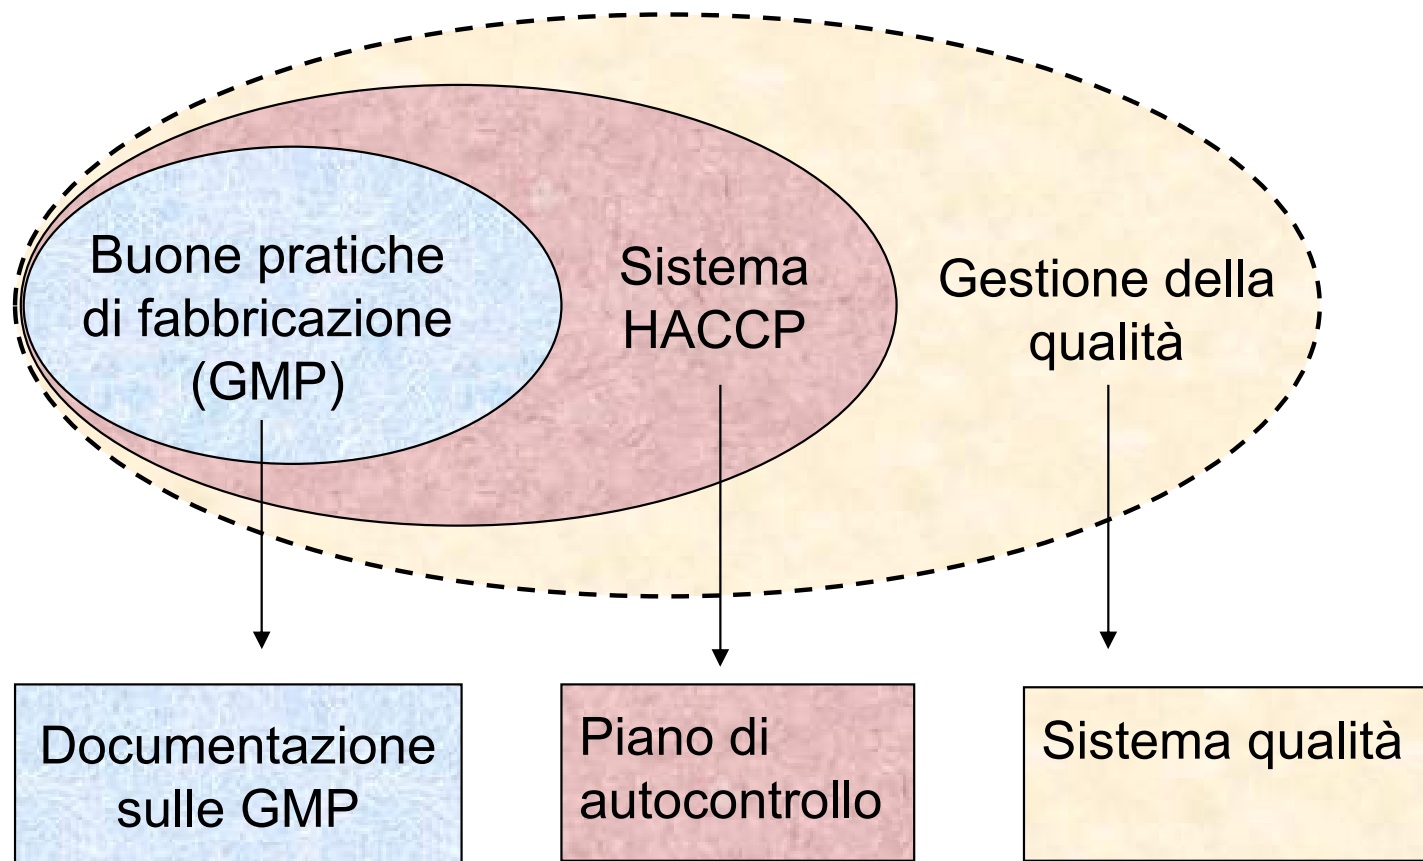 Buone pratiche
di fabbricazione
(GMP)
Sistema
HACCP
Gestione della
qualità
Documentazione
sulle GMP
Piano di
autocontrollo
Sistema qualità